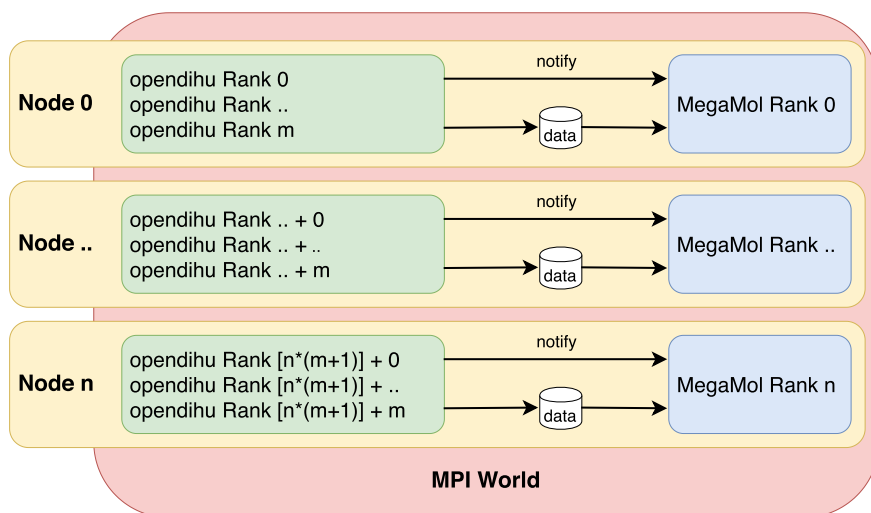 Node 0
opendihu Rank 0
opendihu Rank ..
opendihu Rank m
notify
data
MegaMol Rank 0
Node ..
opendihu Rank .. + 0
opendihu Rank .. + ..
opendihu Rank .. + m
notify
data
MegaMol Rank ..
Node n
opendihu Rank [n*(m+1)] + 0
opendihu Rank [n*(m+1)] + ..
opendihu Rank [n*(m+1)] + m
notify
data
MegaMol Rank n
MPI World